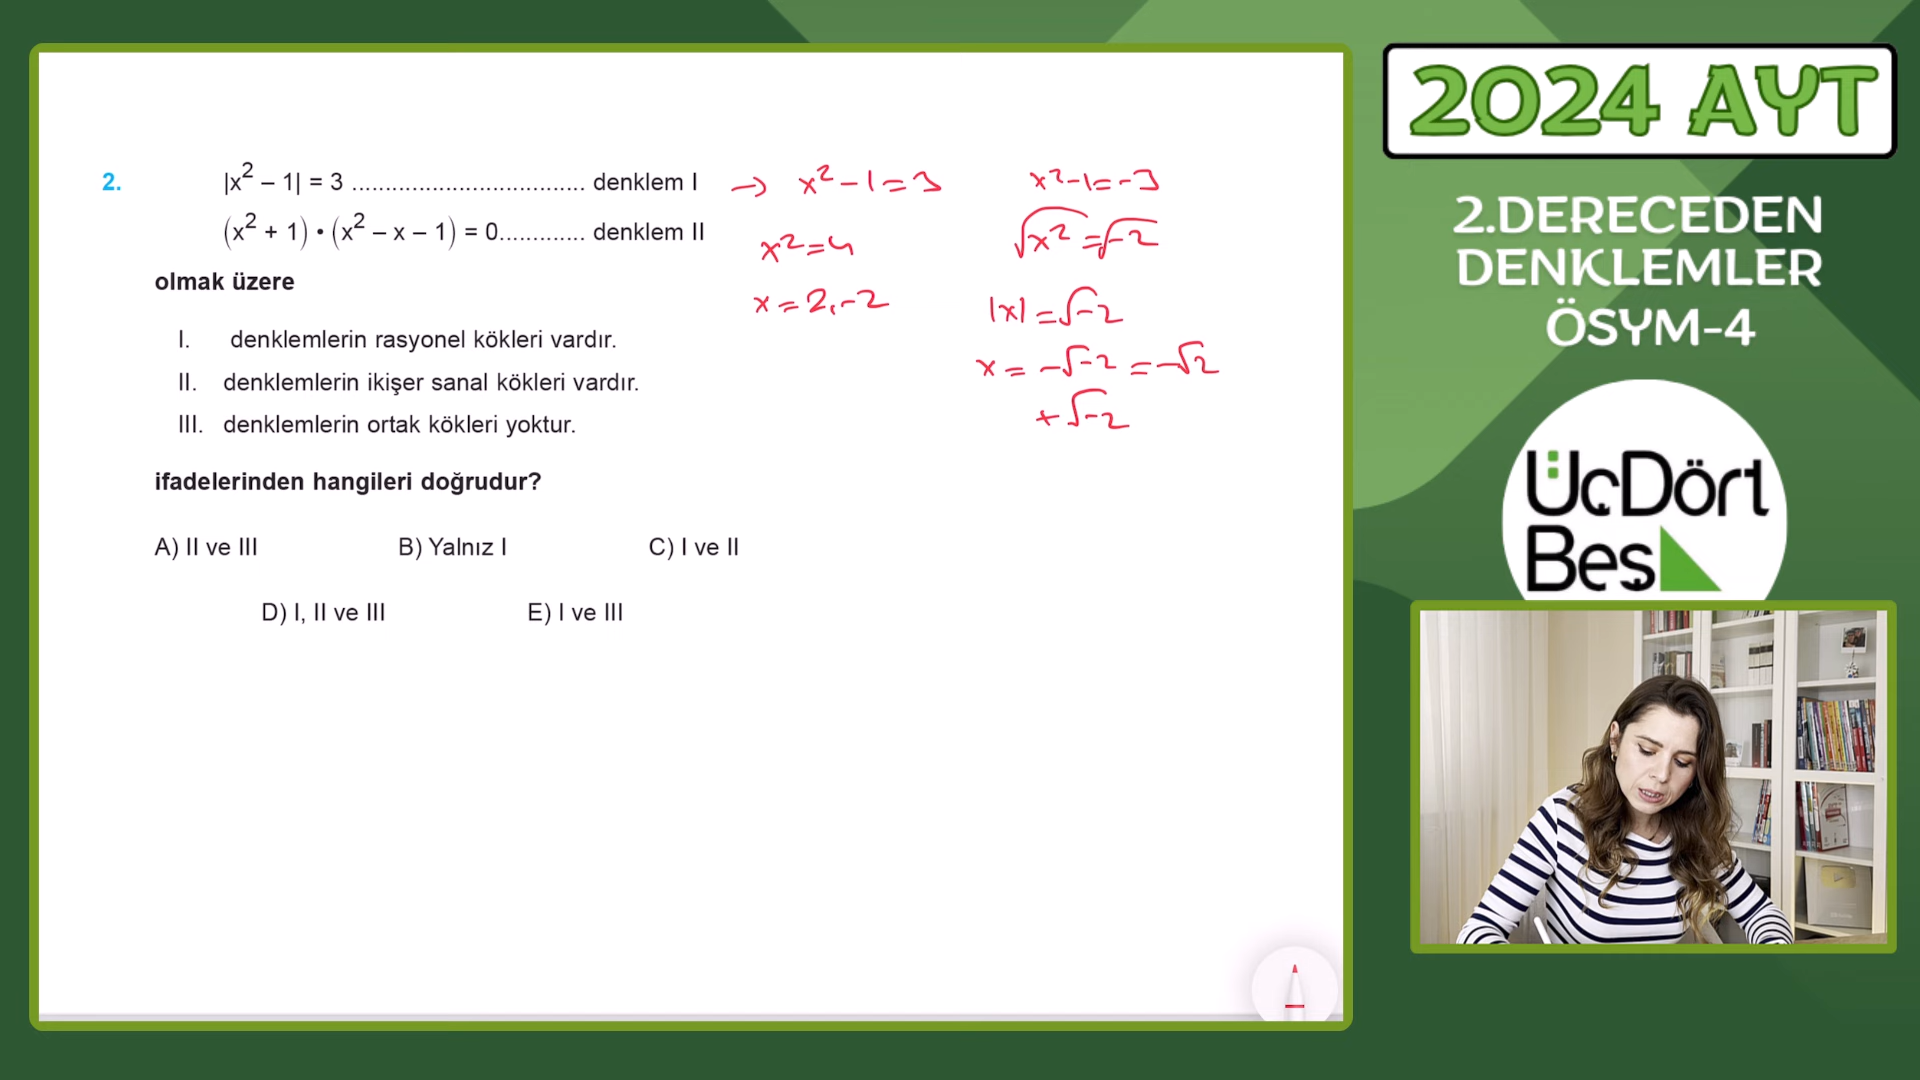 2. |x² – 1| = 3 ................................... denklem I → x² – 1 = 3 x² – 1 = –3
(x² + 1) • (x² – x – 1) = 0............. denklem II x² = 4 √x² = √–2
olmak üzere x = 2, –2 |x| = √–2
I. denklemlerin rasyonel kökleri vardır.
x = –√–2 = –√2
II. denklemlerin ikişer sanal kökleri vardır.
+√–2
III. denklemlerin ortak kökleri yoktur.
ifadelerinden hangileri doğrudur?
A) II ve III B) Yalnız I C) I ve II
D) I, II ve III E) I ve III
2024 AYT
2.DERECEDEN
DENKLEMLER
ÖSYM-4
ÜçDört
Beş